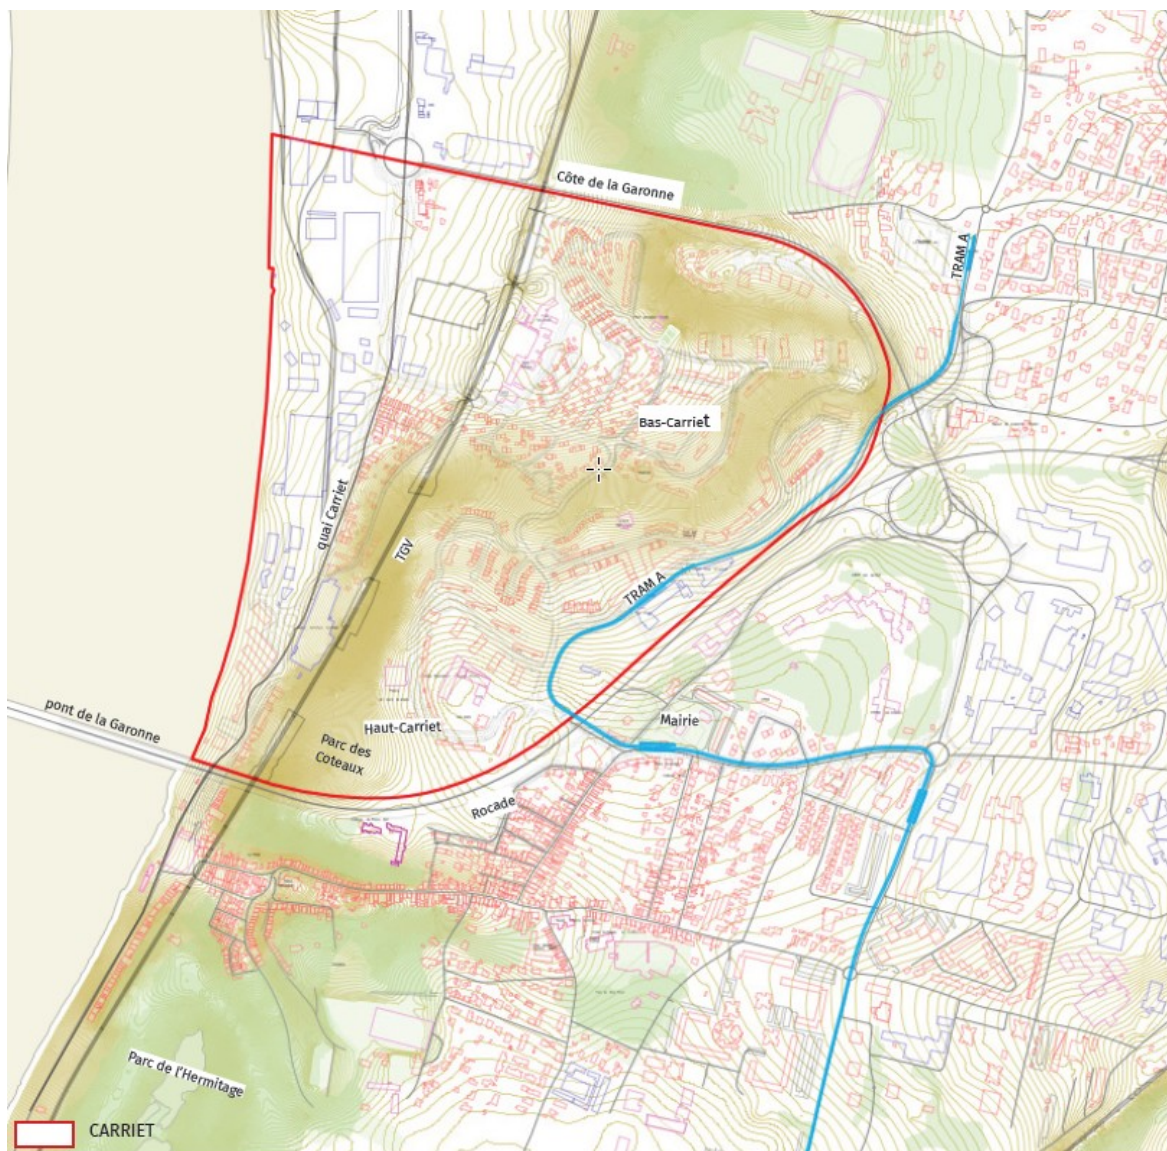 Côte de la Garonne
TRAM A
Bas-Carriet
quai Carriet
TGV
TRAM A
pont de la Garonne
Haut-Carriet
Mairie
Parc des
Coteaux
Rocade
Parc de l'Hermitage
CARRIET